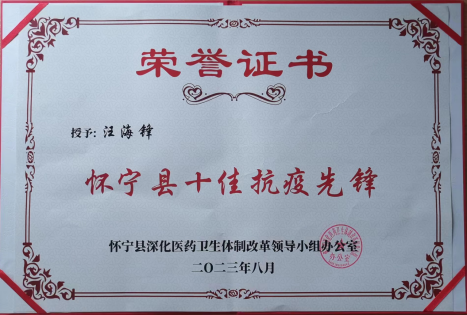 荣誉证书
授予:汪海锋
怀宁县十佳抗疫先锋
怀宁县深化医药卫生体制改革领导小组办公室
二〇二三年八月